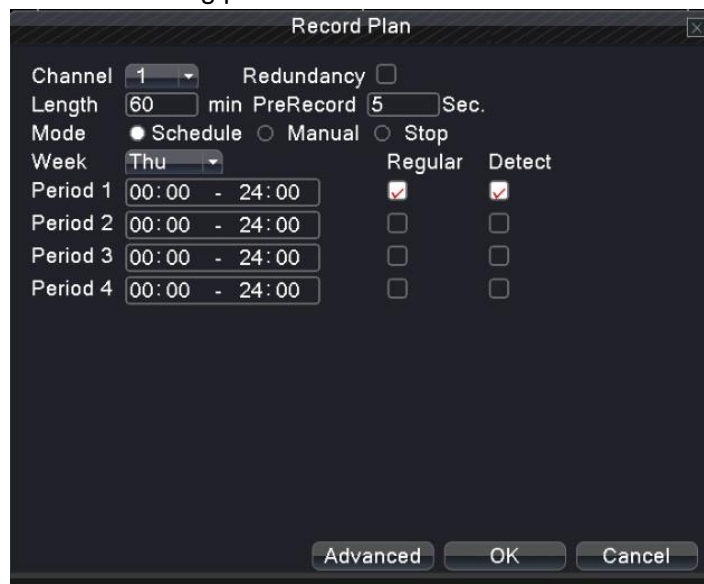 Record Plan
Channel 1 Redundancy
Length 60 min PreRecord 5 Sec.
Mode Schedule Manual Stop
Week Thu Regular Detect
Period 1 00:00 - 24:00
Period 2 00:00 - 24:00
Period 3 00:00 - 24:00
Period 4 00:00 - 24:00
Advanced OK Cancel